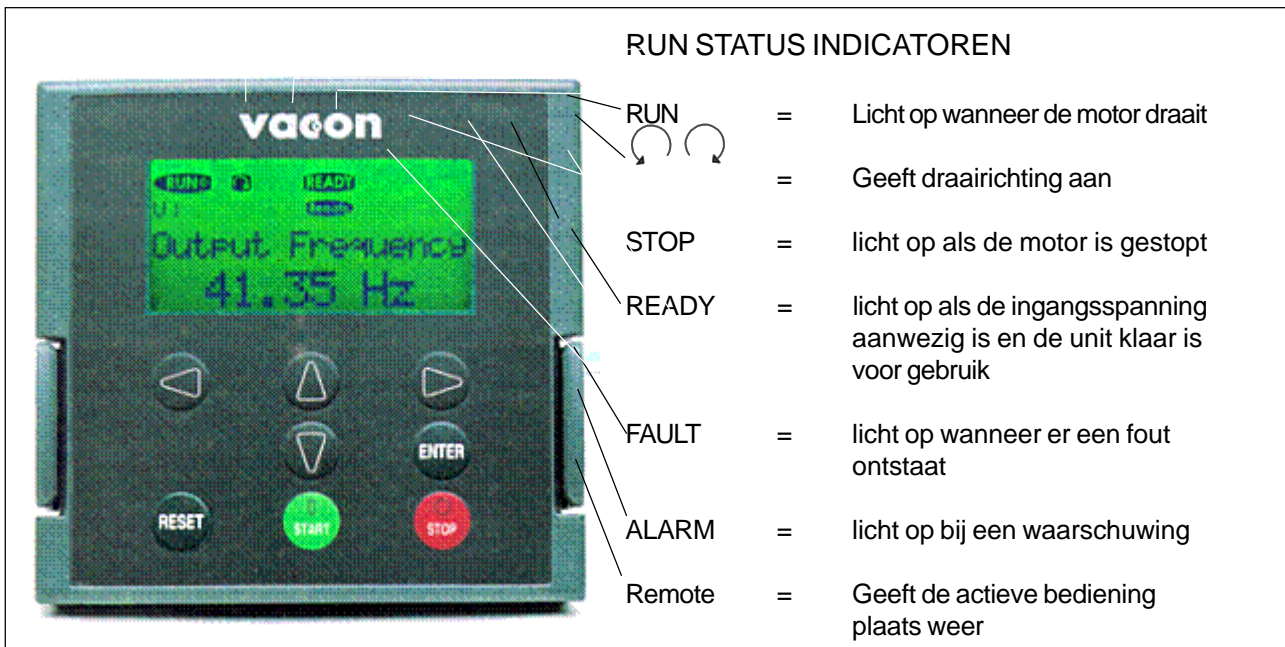 RUN STATUS INDICATOREN
vacon
RUN READY
Remote
Output Frequency
41.35 Hz
ENTER
RESET START STOP
RUN = Licht op wanneer de motor draait
= Geeft draairichting aan
STOP = licht op als de motor is gestopt
READY = licht op als de ingangsspanning
aanwezig is en de unit klaar is
voor gebruik
FAULT = licht op wanneer er een fout
ontstaat
ALARM = licht op bij een waarschuwing
Remote = Geeft de actieve bediening
plaats weer